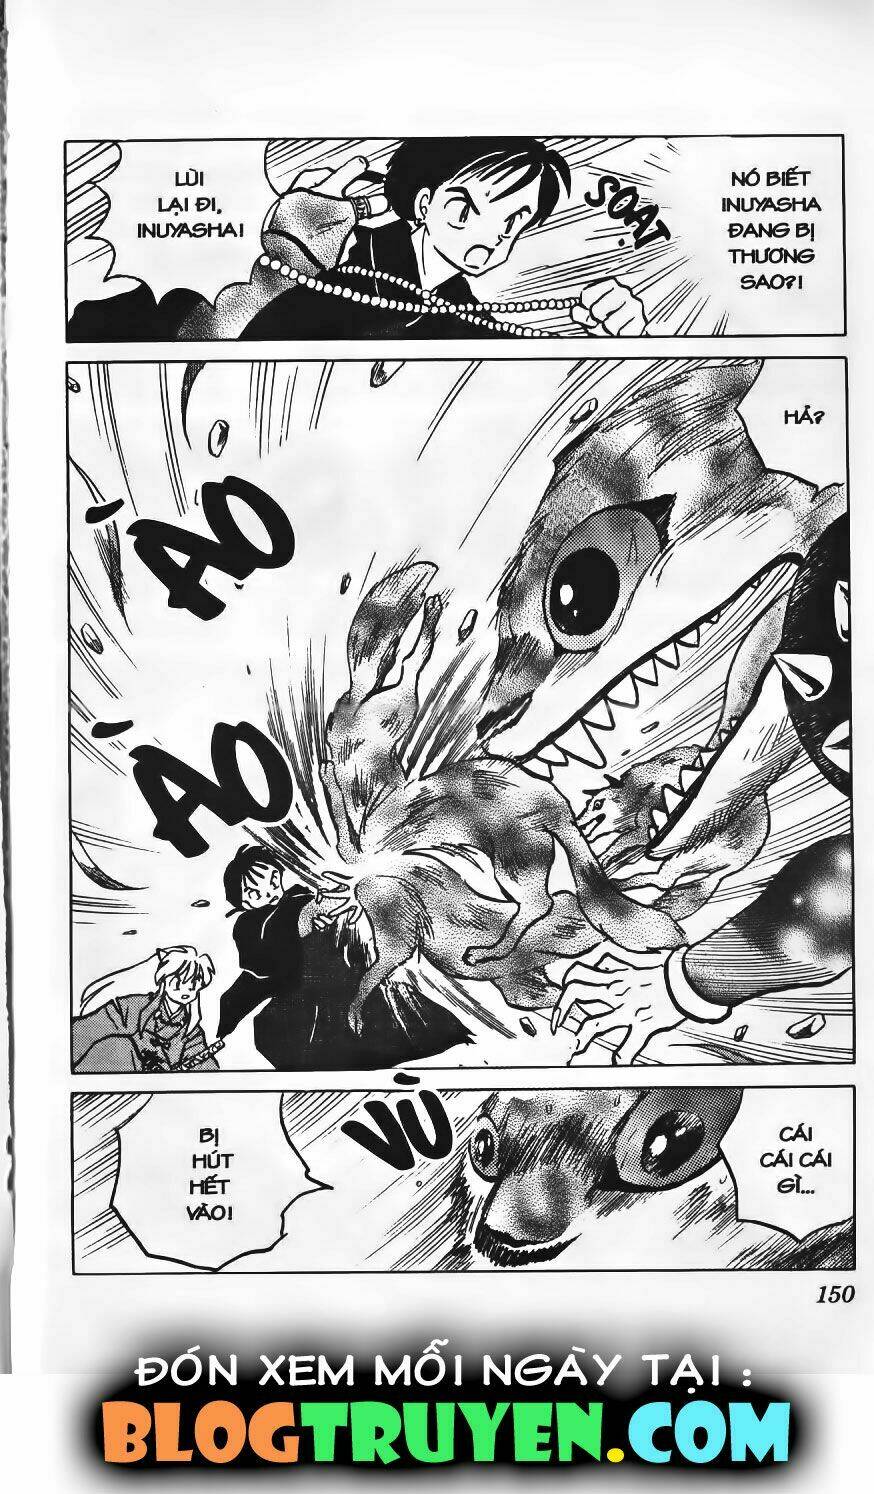 NÓ BIẾT
INUYASHA
ĐANG BỊ
THƯƠNG
SAO?!
SOẠT
LÙI
LẠI ĐI,
INUYASHA!
HẢ?
ÀO
ÀO
CÁI
CÁI CÁI
GÌ...
VÙ
BỊ
HÚT
HẾT
VÀO!
150
ĐÓN XEM MỖI NGÀY TẠI :
BLOGTRUYEN.COM